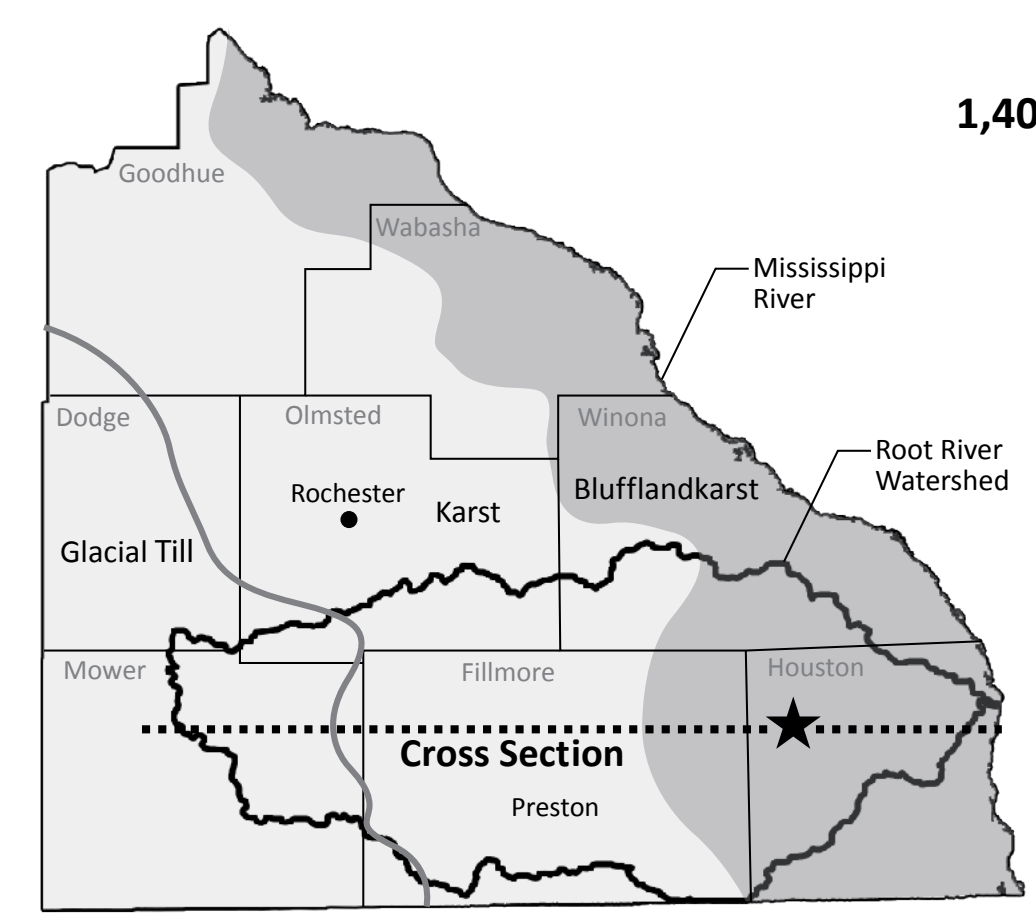 1,40
Goodhue
Wabasha
Mississippi
River
Dodge
Olmsted
Winona
Root River
Watershed
Rochester
Karst
Blufflandkarst
Glacial Till
Mower
Fillmore
Houston
Cross Section
Preston